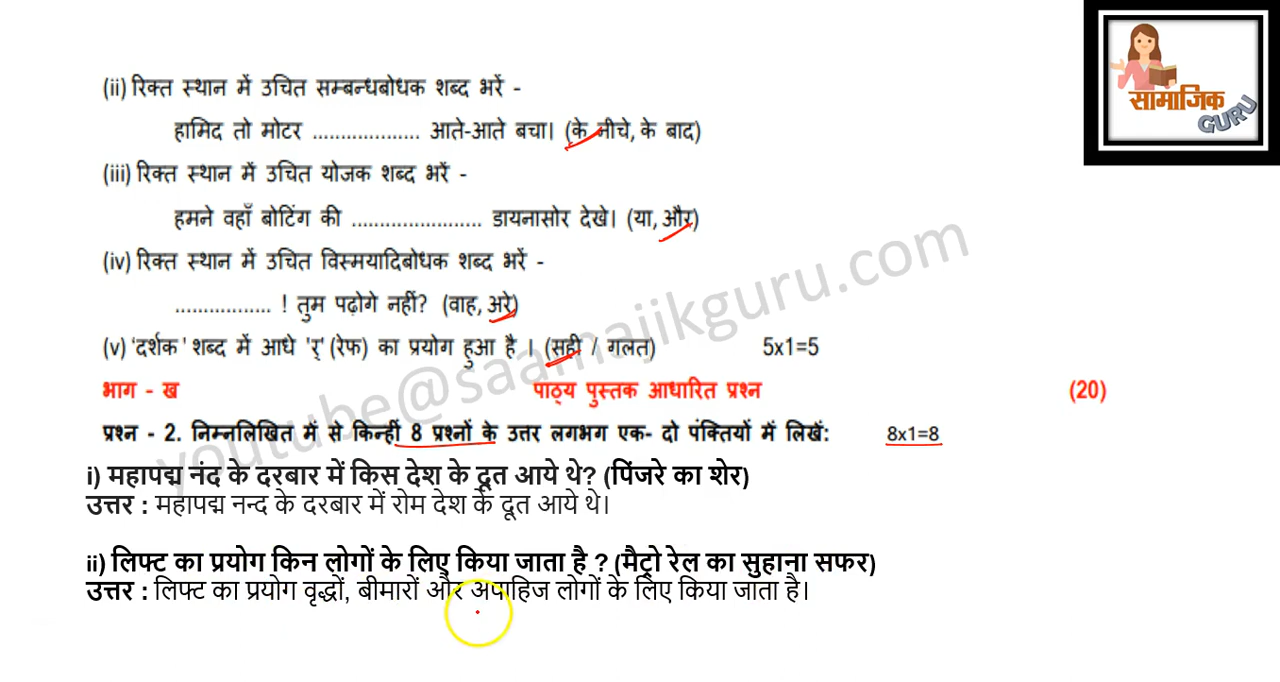 सामाजिक
GURU
(ii) रिक्त स्थान में उचित सम्बन्धबोधक शब्द भरें -
हामिद तो मोटर ................... आते-आते बचा। (के नीचे, के बाद)
(iii) रिक्त स्थान में उचित योजक शब्द भरें -
हमने वहाँ बोटिंग की ....................... डायनासोर देखे। (या, और)
(iv) रिक्त स्थान में उचित विस्मयादिबोधक शब्द भरें -
................. ! तुम पढ़ोगे नहीं? (वाह, अरे)
(v) 'दर्शक' शब्द में आधे 'र्' (रेफ) का प्रयोग हुआ है । (सही / गलत) 5x1=5
भाग - ख पाठ्य पुस्तक आधारित प्रश्न (20)
प्रश्न - 2. निम्नलिखित में से किन्हीं 8 प्रश्नों के उत्तर लगभग एक- दो पंक्तियों में लिखें: 8x1=8
i) महापद्म नंद के दरबार में किस देश के दूत आये थे? (पिंजरे का शेर)
उत्तर : महापद्म नन्द के दरबार में रोम देश के दूत आये थे।
ii) लिफ्ट का प्रयोग किन लोगों के लिए किया जाता है ? (मैट्रो रेल का सुहाना सफर)
उत्तर : लिफ्ट का प्रयोग वृद्धों, बीमारों और अपाहिज लोगों के लिए किया जाता है।
youtube@saamajikguru.com